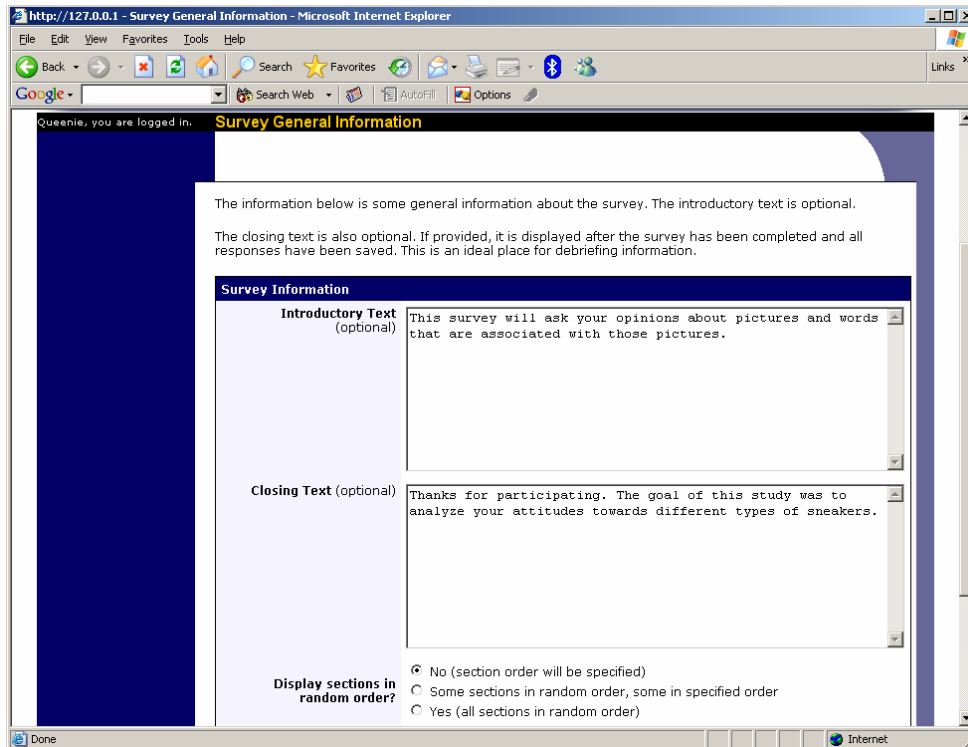 http://127.0.0.1 - Survey General Information - Microsoft Internet Explorer
File Edit View Favorites Tools Help
Back Search Favorites Links »
Google Search Web AutoFill Options
Queenie, you are logged in. Survey General Information
The information below is some general information about the survey. The introductory text is optional.
The closing text is also optional. If provided, it is displayed after the survey has been completed and all
responses have been saved. This is an ideal place for debriefing information.
Survey Information
Introductory Text
(optional)
This survey will ask your opinions about pictures and words
that are associated with those pictures.
Closing Text (optional)
Thanks for participating. The goal of this study was to
analyze your attitudes towards different types of sneakers.
Display sections in
random order?
No (section order will be specified)
Some sections in random order, some in specified order
Yes (all sections in random order)
Done Internet